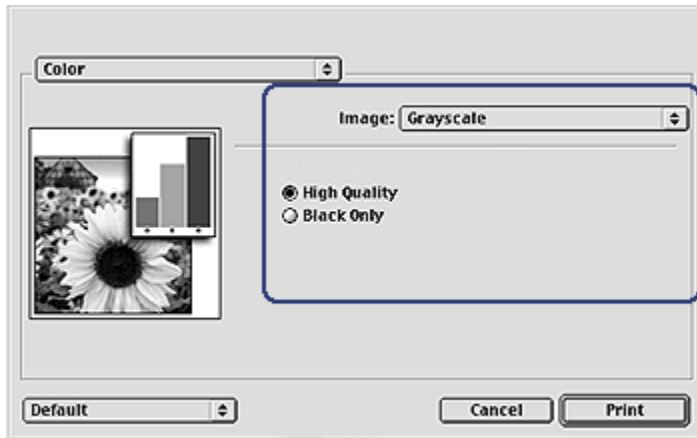 Color
Image: Grayscale
High Quality
Black Only
Default
Cancel
Print